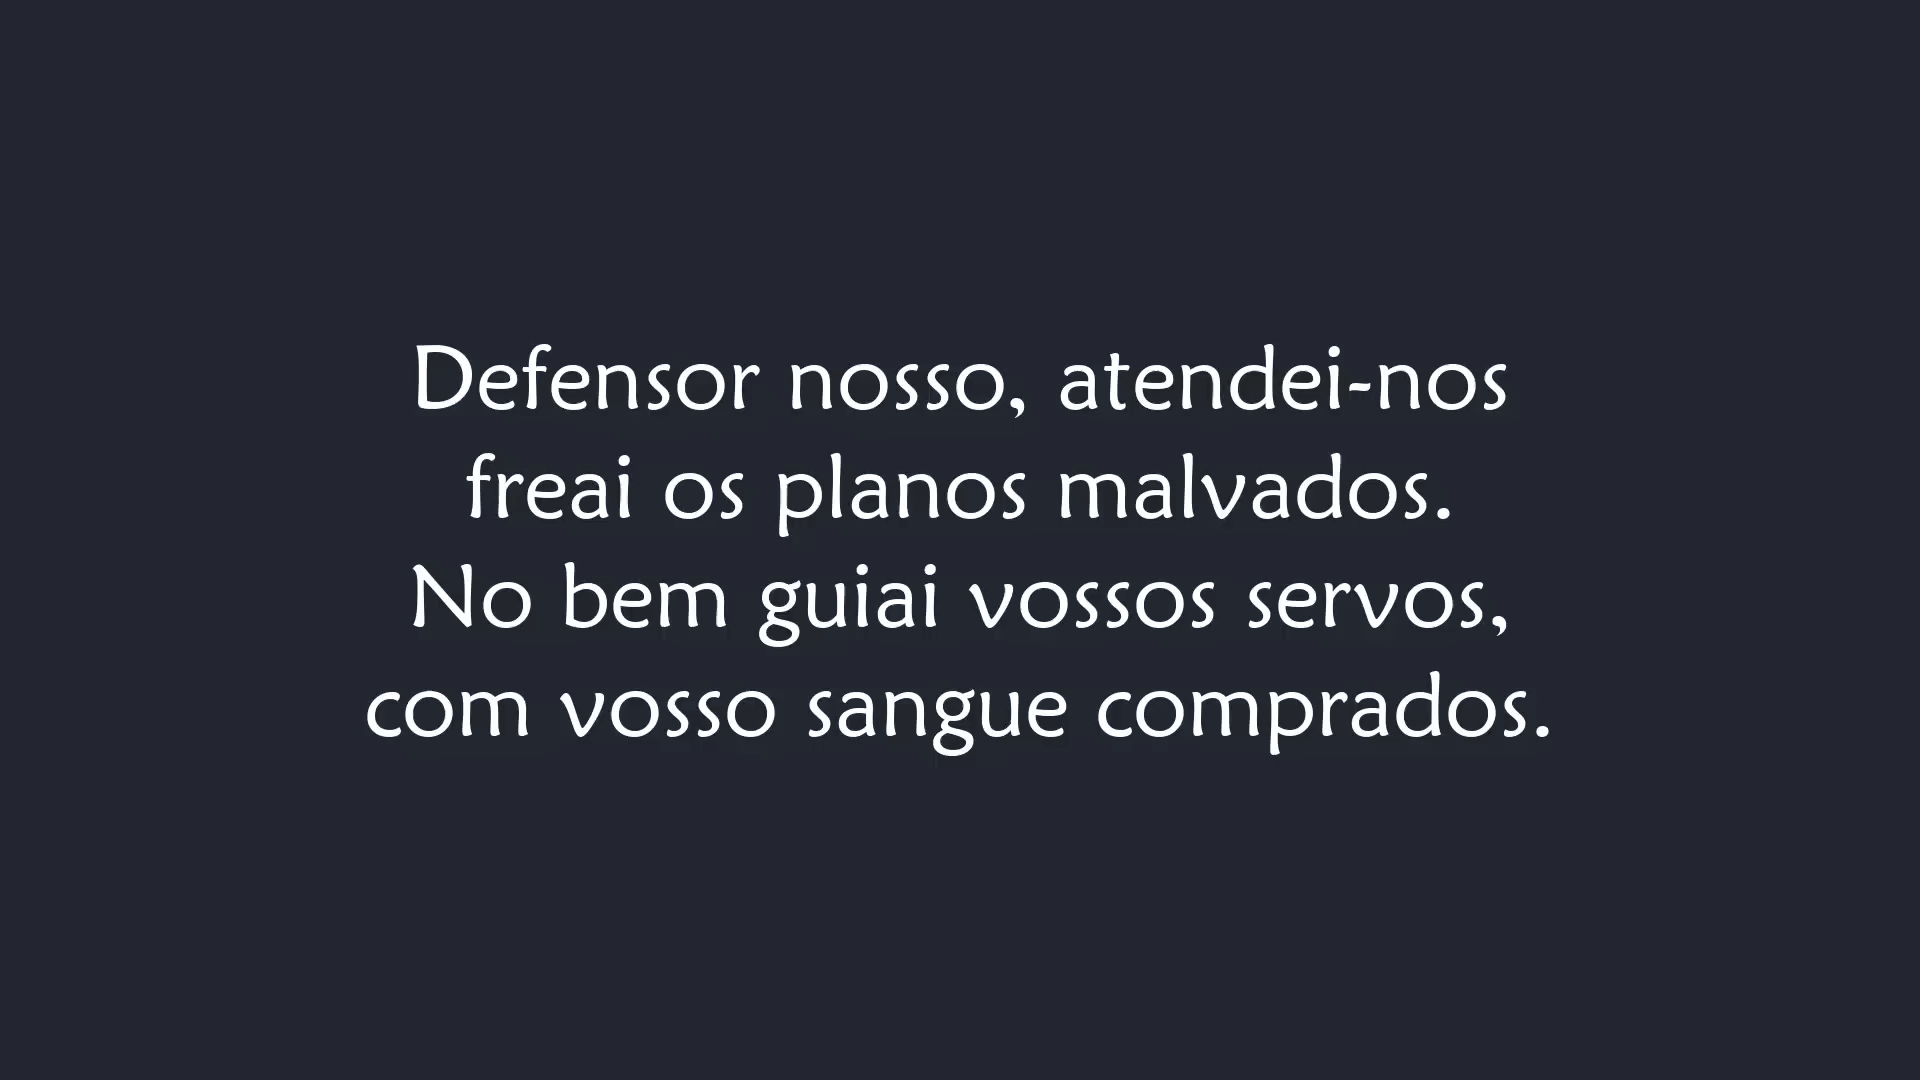 Defensor nosso, atendei-nos
freai os planos malvados.
No bem guiai vossos servos,
com vosso sangue comprados.